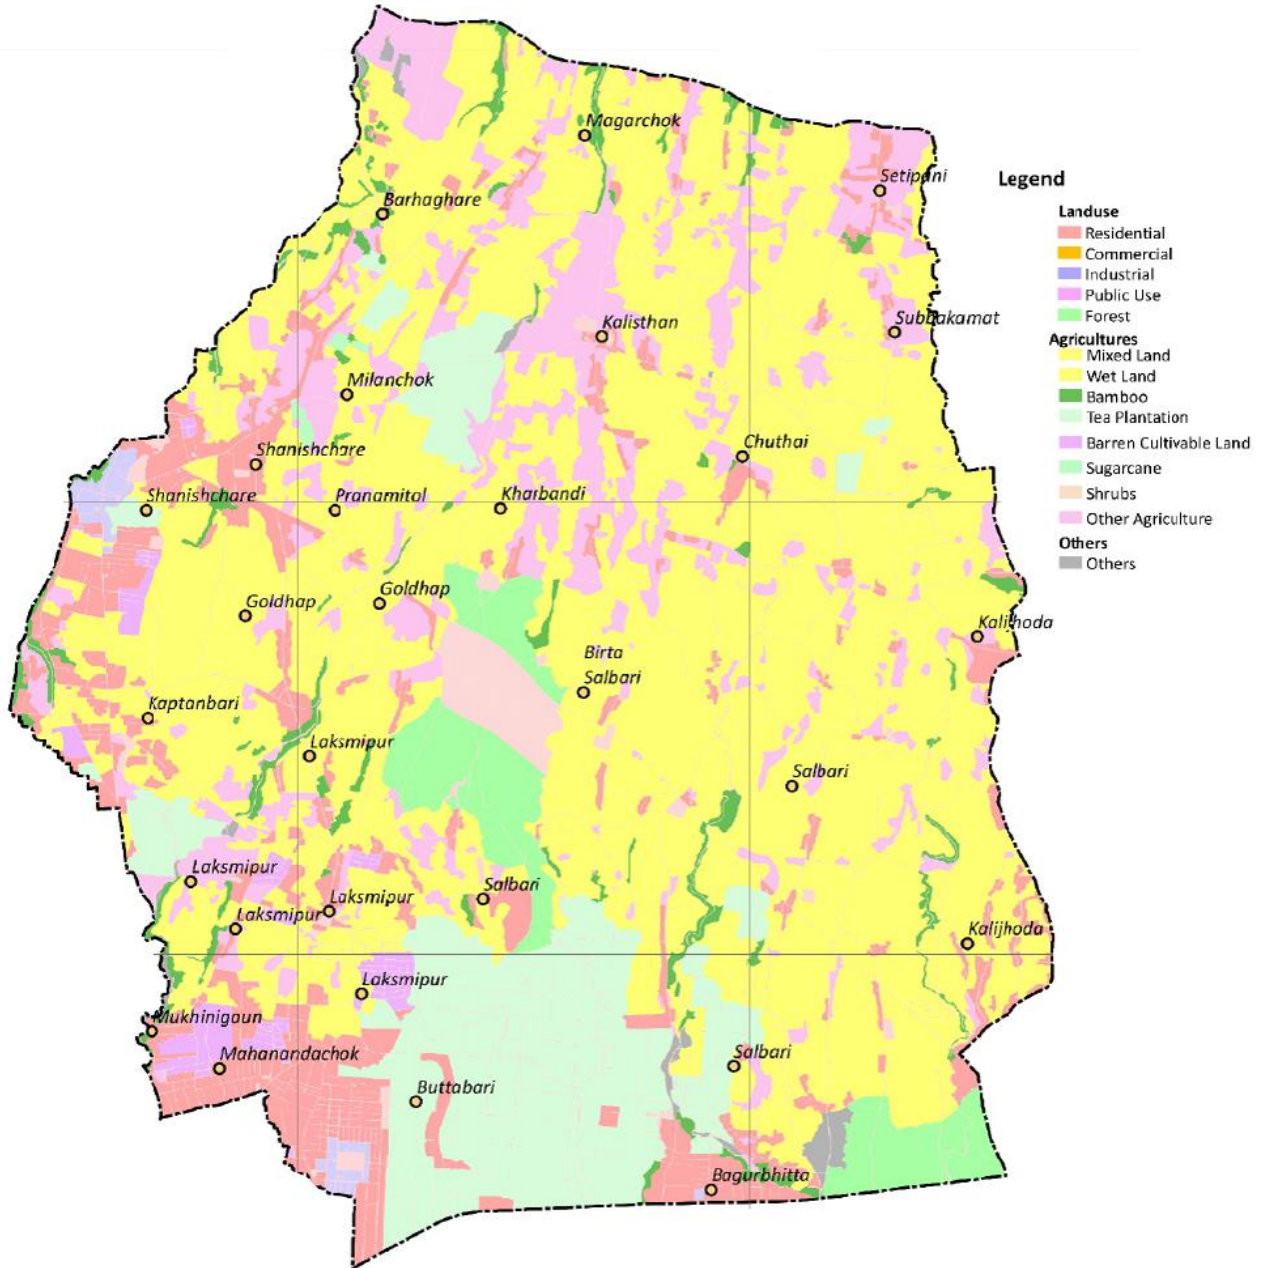 Magarchok
Setipani
Barhaghare
Kalisthan
Subbakamat
Milanchok
Shanishchare
Chuthai
Shanishchare
Pranamitol
Kharbandi
Goldhap
Goldhap
Kalijhoda
Birta
Salbari
Kaptanbari
Laksmipur
Salbari
Laksmipur
Laksmipur
Salbari
Laksmipur
Kalijhoda
Laksmipur
Mukhinigaun
Mahanandachok
Salbari
Buttabari
Bagurbhitta
Legend
Landuse
Residential
Commercial
Industrial
Public Use
Forest
Agricultures
Mixed Land
Wet Land
Bamboo
Tea Plantation
Barren Cultivable Land
Sugarcane
Shrubs
Other Agriculture
Others
Others